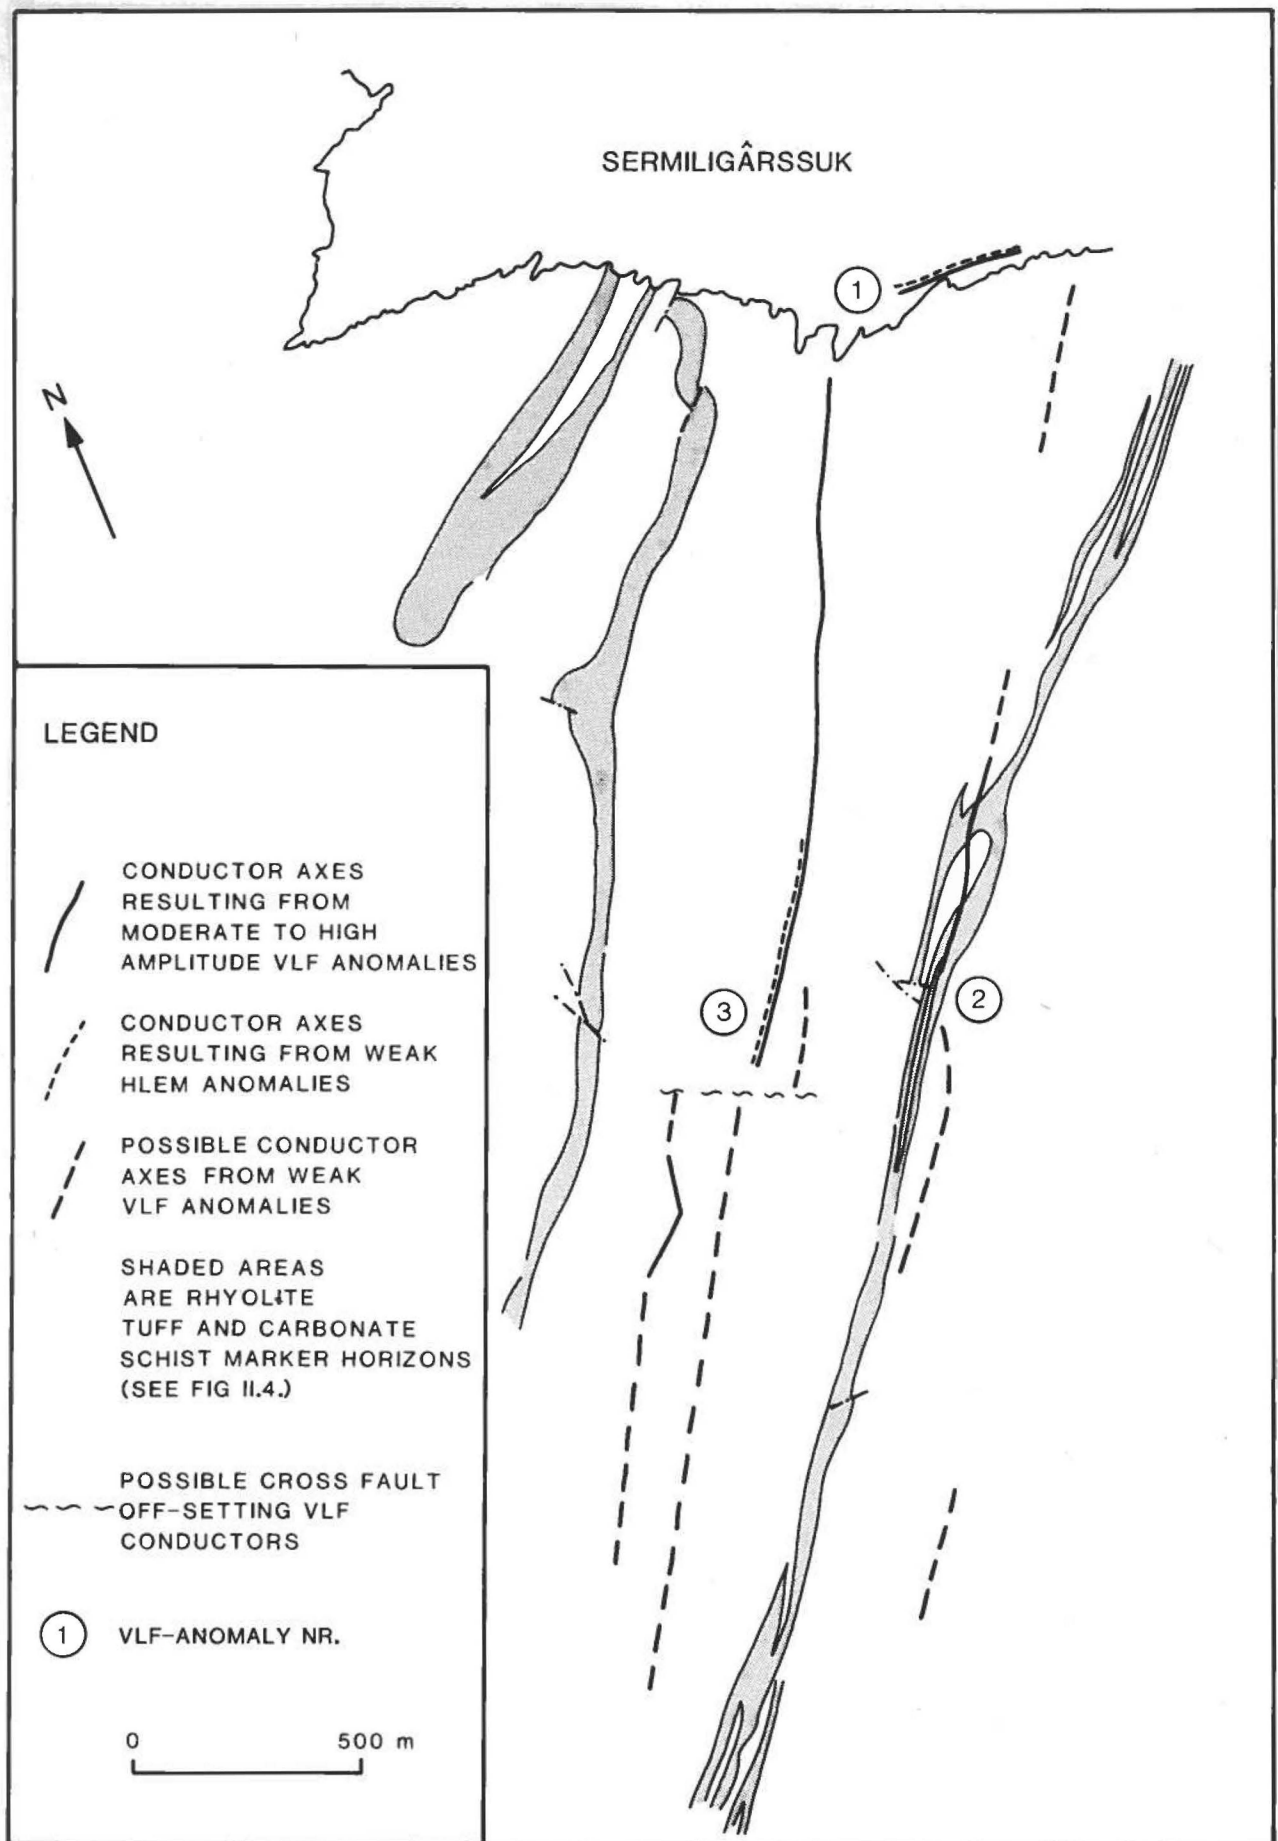 SERMILIGÂRSSUK
1
N
LEGEND
CONDUCTOR AXES
RESULTING FROM
MODERATE TO HIGH
AMPLITUDE VLF ANOMALIES
CONDUCTOR AXES
RESULTING FROM WEAK
HLEM ANOMALIES
POSSIBLE CONDUCTOR
AXES FROM WEAK
VLF ANOMALIES
SHADED AREAS
ARE RHYOLITE
TUFF AND CARBONATE
SCHIST MARKER HORIZONS
(SEE FIG II.4.)
POSSIBLE CROSS FAULT
OFF-SETTING VLF
CONDUCTORS
1 VLF-ANOMALY NR.
0 500 m
3
2